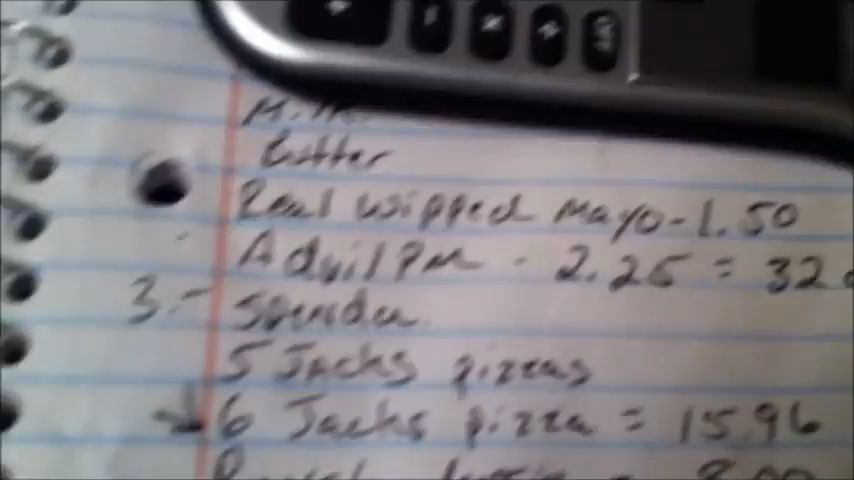 Butter
Real wipped Mayo-1.50
Advil PM - 2.25 = 32
3.- Spenda
5 Jacks pizzas
6 Jacks pizza = 15.96